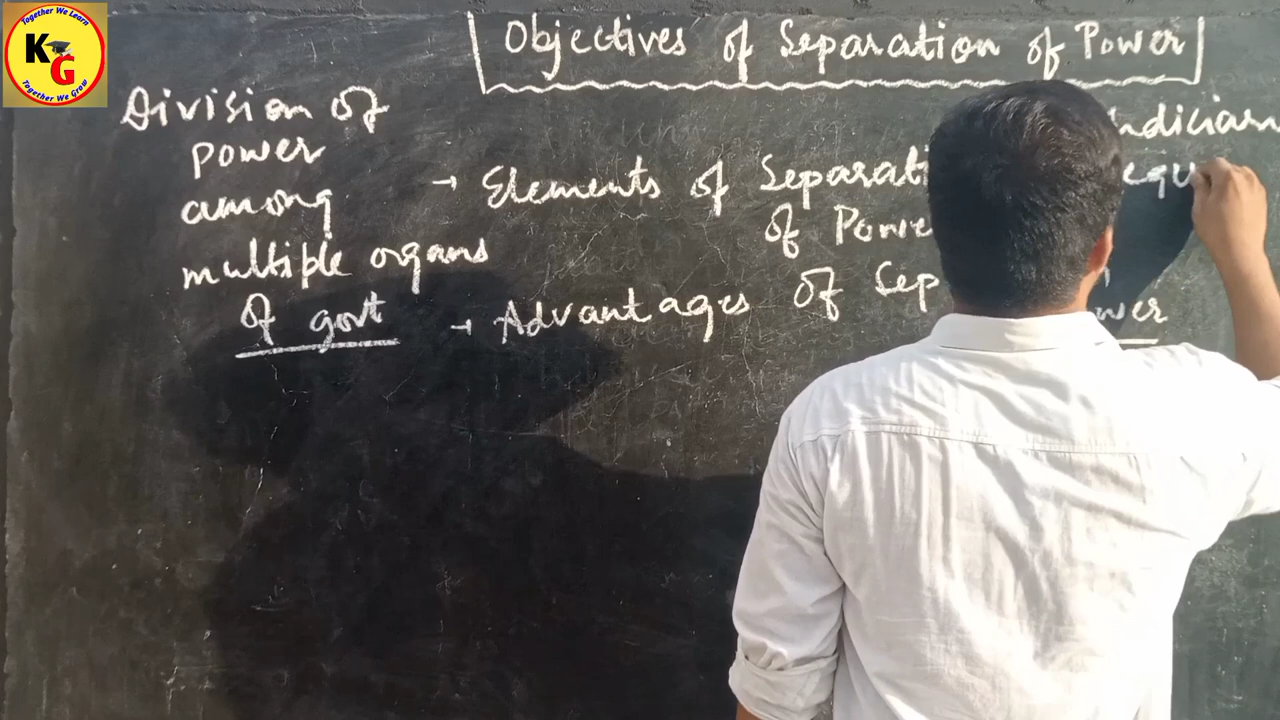 Together We Learn
KG
Together We Grow
Objectives of Separation of Power
Division of
power
among
multiple organs
of govt
→ Elements of
of
→ Advantages of